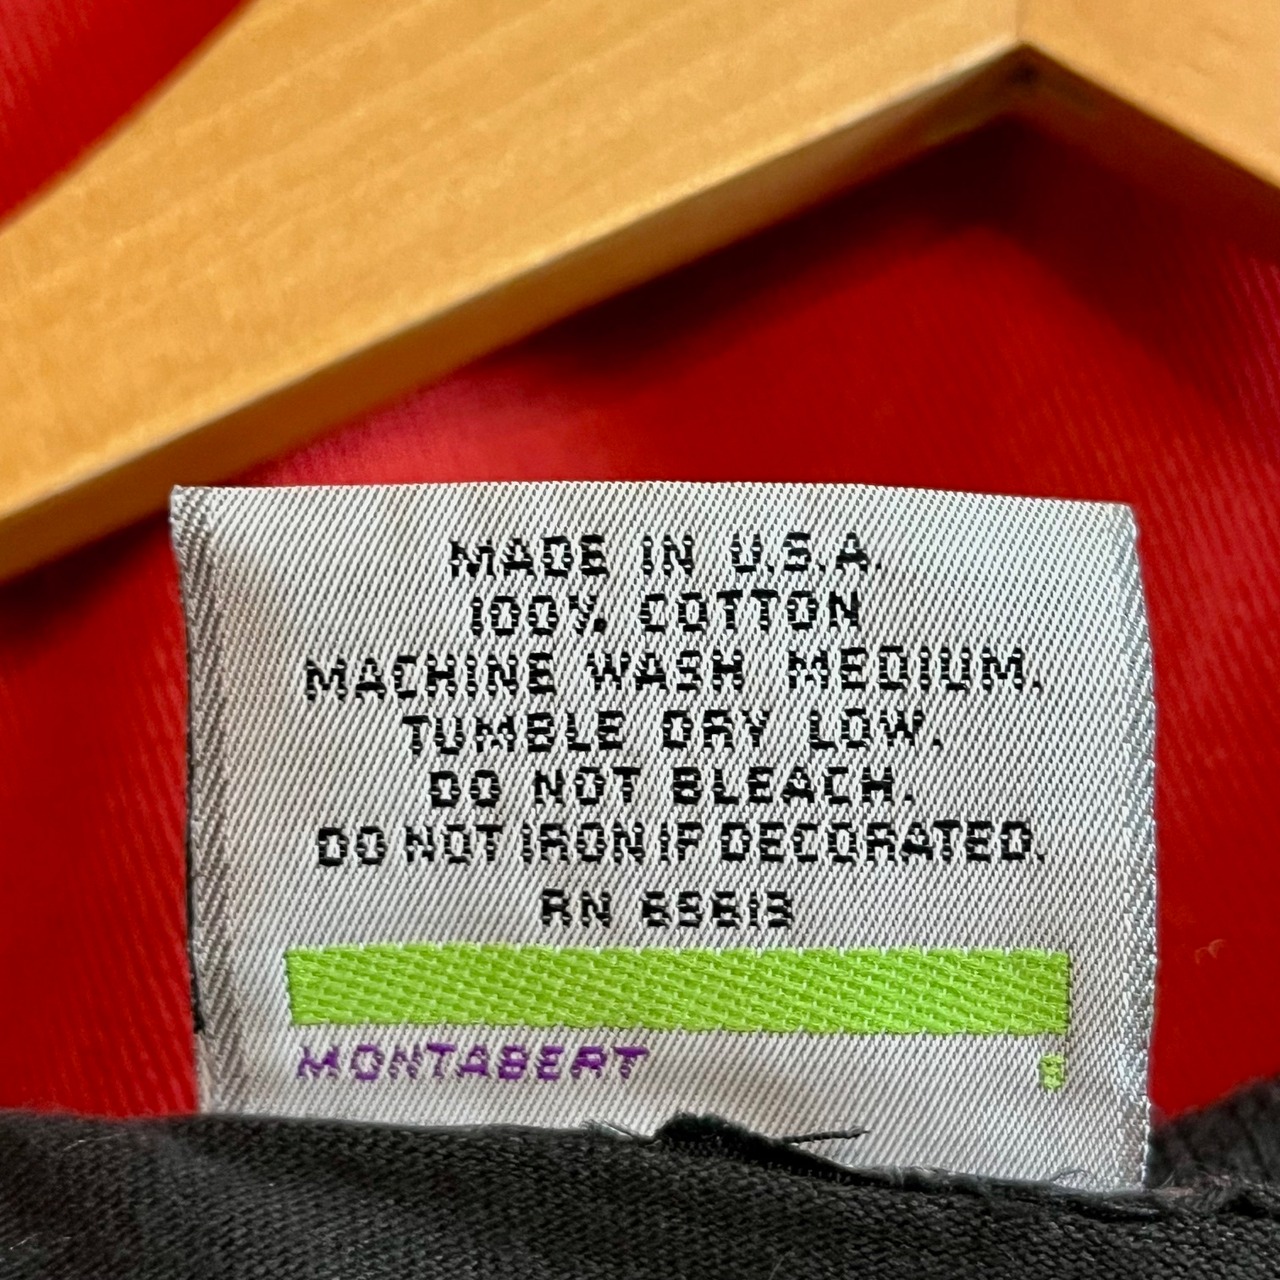 MADE IN U.S.A.
100% COTTON
MACHINE WASH MEDIUM.
TUMBLE DRY LOW.
DO NOT BLEACH.
DO NOT IRON IF DECORATED.
RN
MONTABERT